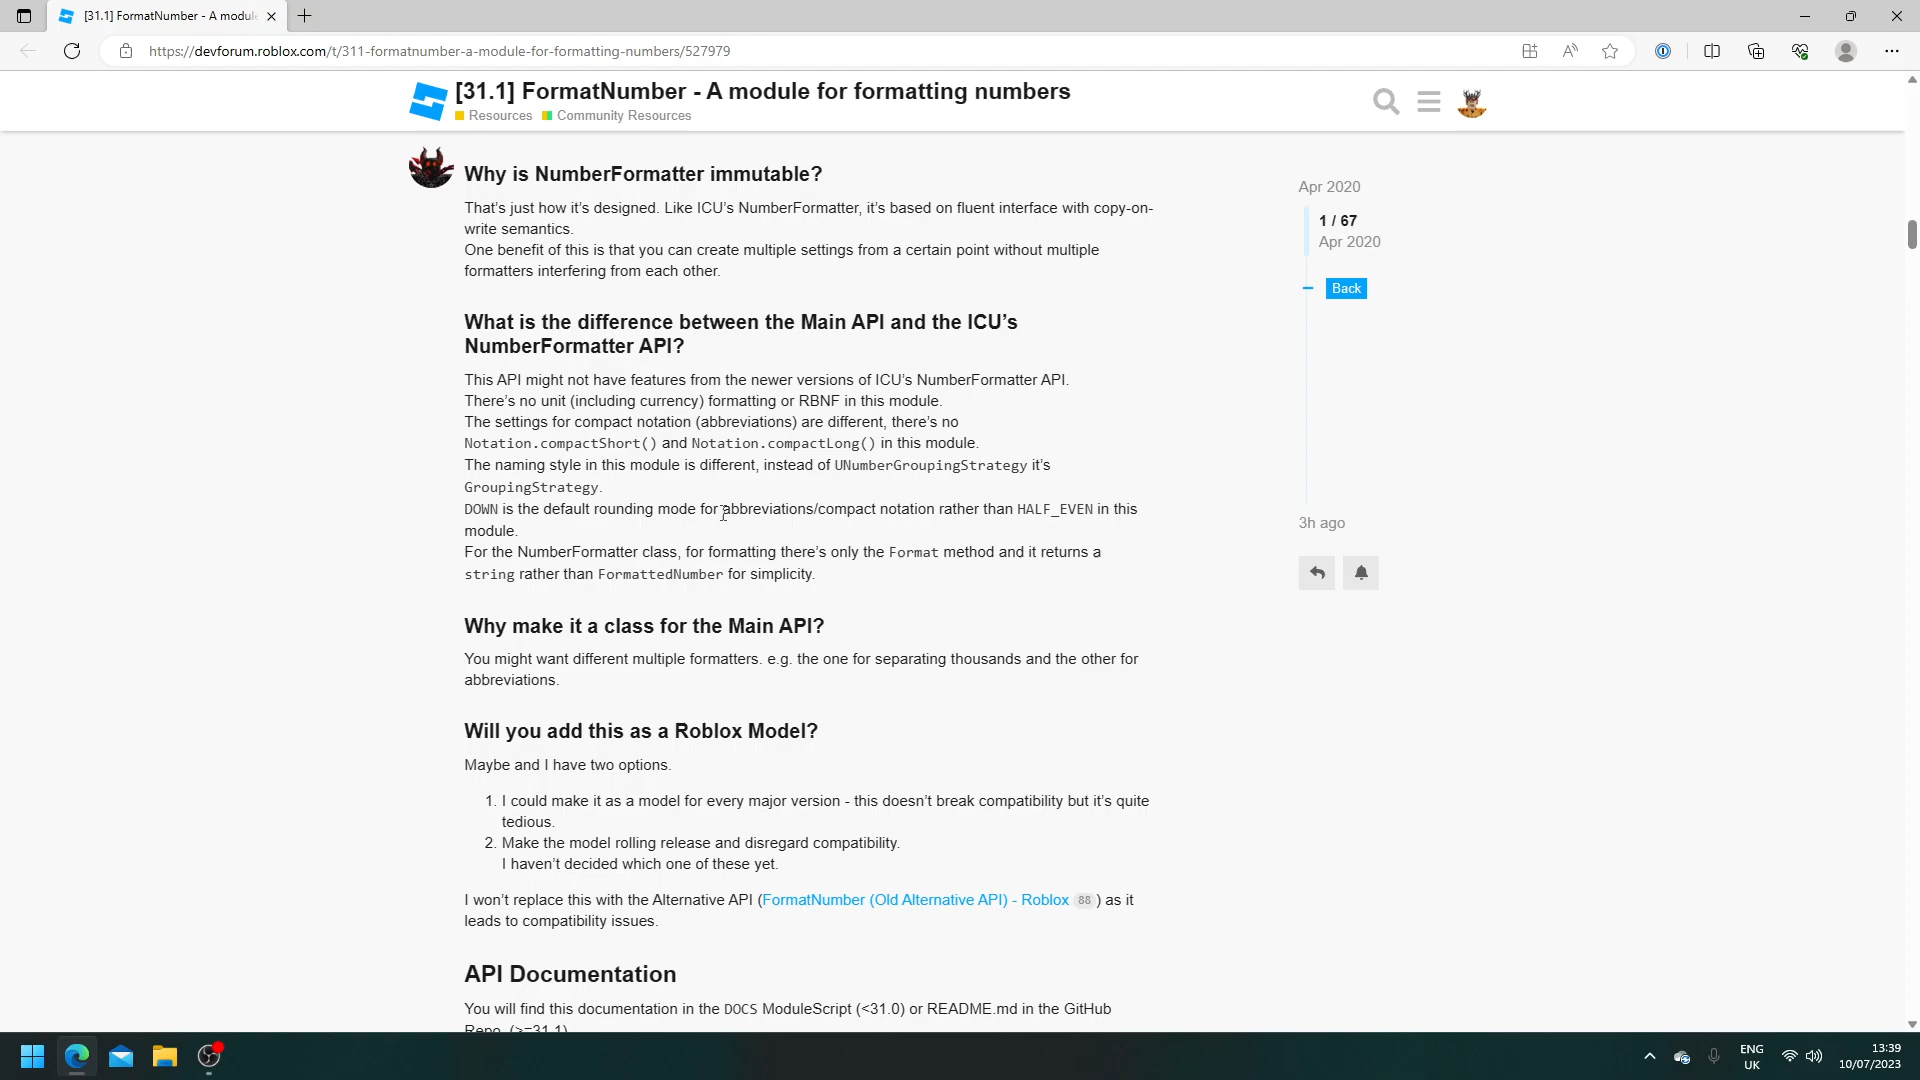 [31.1] FormatNumber - A module
https://devforum.roblox.com/t/311-formatnumber-a-module-for-formatting-numbers/527979
[31.1] FormatNumber - A module for formatting numbers
Resources Community Resources
Why is NumberFormatter immutable?
That’s just how it’s designed. Like ICU’s NumberFormatter, it’s based on fluent interface with copy-on-
write semantics.
One benefit of this is that you can create multiple settings from a certain point without multiple
formatters interfering from each other.
What is the difference between the Main API and the ICU’s
NumberFormatter API?
This API might not have features from the newer versions of ICU’s NumberFormatter API.
There’s no unit (including currency) formatting or RBNF in this module.
The settings for compact notation (abbreviations) are different, there’s no
Notation.compactShort() and Notation.compactLong() in this module.
The naming style in this module is different, instead of UNumberGroupingStrategy it’s
GroupingStrategy.
DOWN is the default rounding mode for abbreviations/compact notation rather than HALF_EVEN in this
module.
For the NumberFormatter class, for formatting there’s only the Format method and it returns a
string rather than FormattedNumber for simplicity.
Why make it a class for the Main API?
You might want different multiple formatters. e.g. the one for separating thousands and the other for
abbreviations.
Will you add this as a Roblox Model?
Maybe and I have two options.
1. I could make it as a model for every major version - this doesn’t break compatibility but it’s quite
tedious.
2. Make the model rolling release and disregard compatibility.
I haven’t decided which one of these yet.
I won’t replace this with the Alternative API (FormatNumber (Old Alternative API) - Roblox 88 ) as it
leads to compatibility issues.
API Documentation
You will find this documentation in the DOCS ModuleScript (<31.0) or README.md in the GitHub
Repo. (>=31.1)
Apr 2020
1 / 67
Apr 2020
Back
3h ago
ENG
UK
13:39
10/07/2023